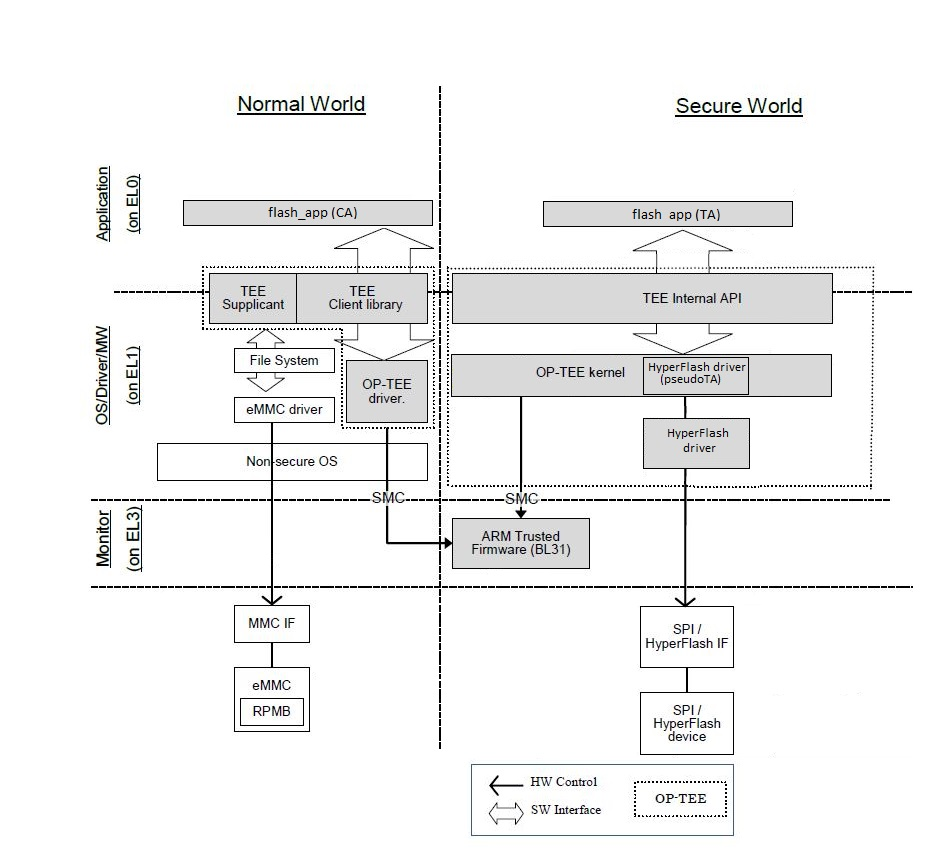 Normal World
Secure World
Application
(on EL0)
flash_app (CA)
flash app (TA)
TEE
Supplicant
TEE
Client library
TEE Internal API
OS/Driver/MW
(on EL1)
File System
eMMC driver
OP-TEE
driver.
OP-TEE kernel
HyperFlash driver
(pseudoTA)
HyperFlash
driver
Non-secure OS
SMC
SMC
Monitor
(on EL3)
ARM Trusted
Firmware (BL31)
MMC IF
eMMC
RPMB
SPI /
HyperFlash IF
SPI /
HyperFlash
device
HW Control
SW Interface
OP-TEE